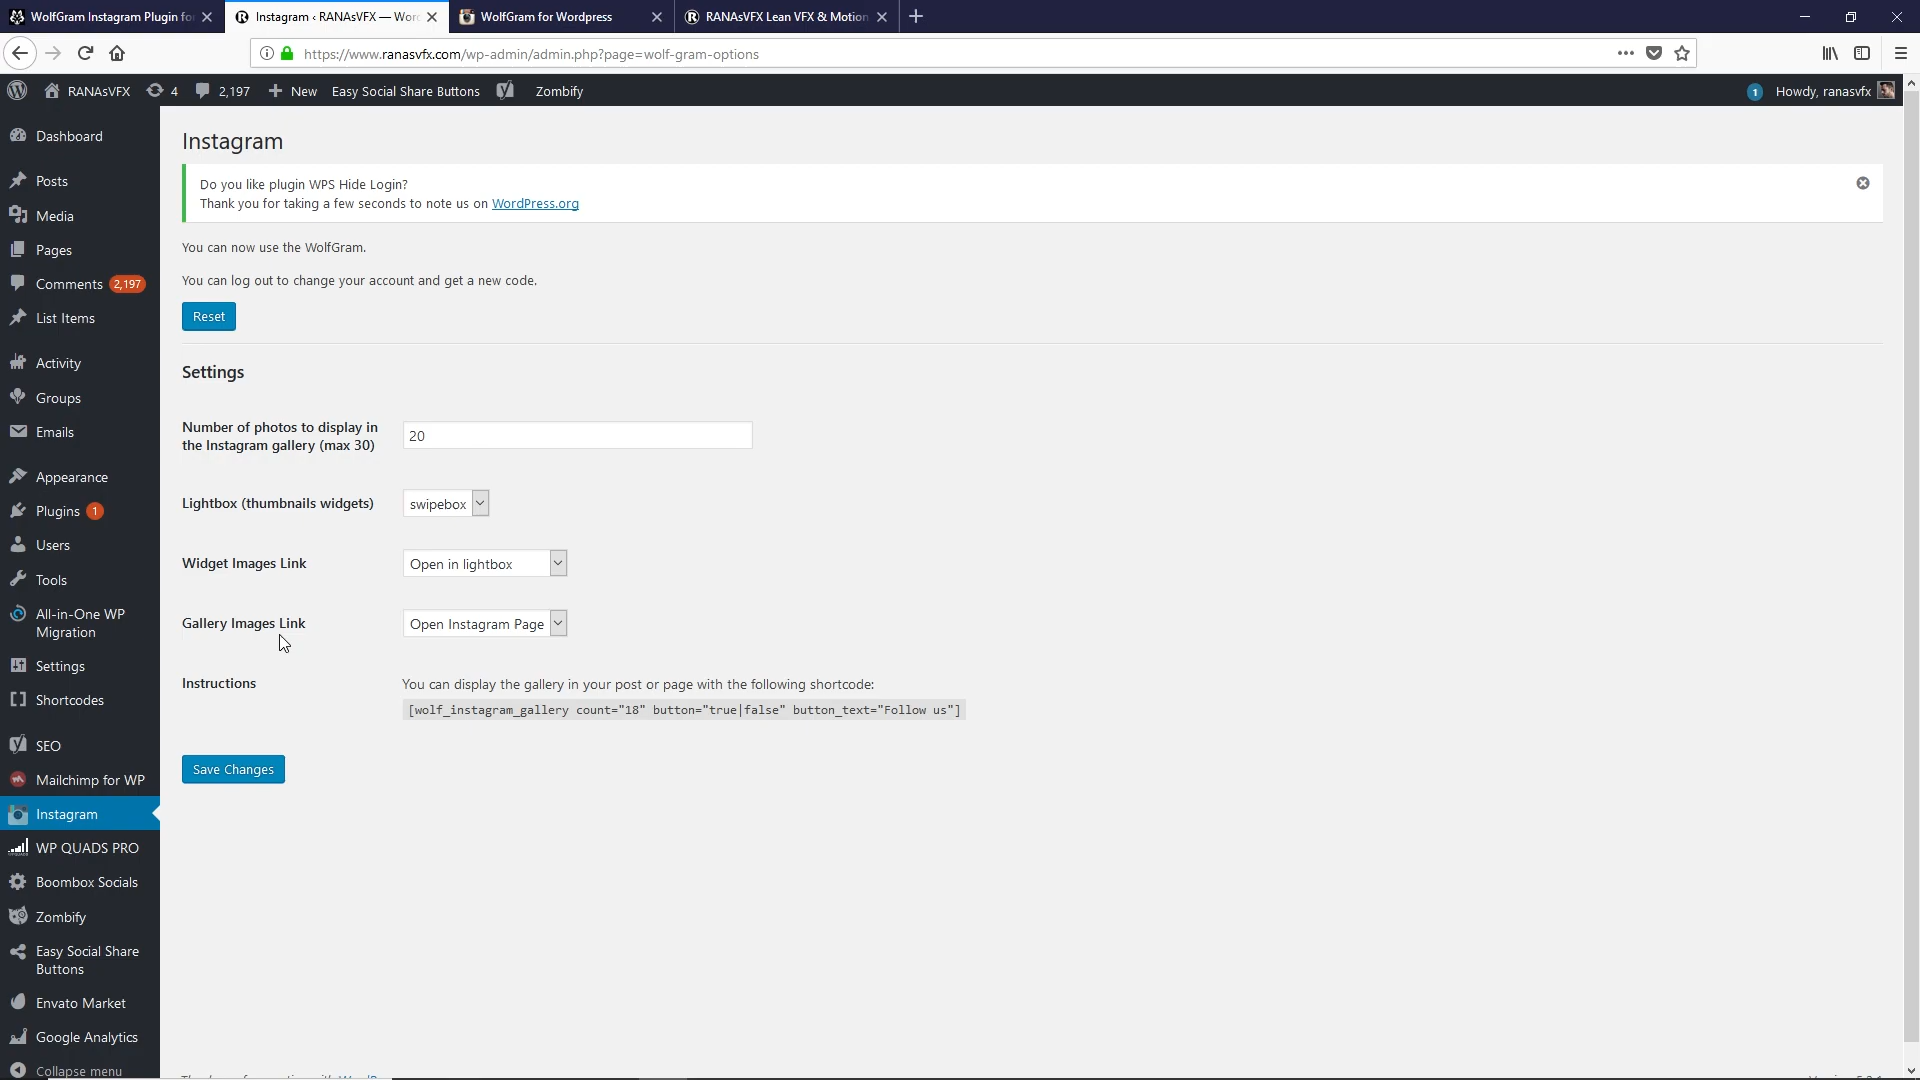 WolfGram Instagram Plugin fo
Instagram ‹ RANAsVFX — Wor
WolfGram for Wordpress
RANAsVFX Lean VFX & Motion
https://www.ranasvfx.com/wp-admin/admin.php?page=wolf-gram-options
RANAsVFX
4
2,197
New
Easy Social Share Buttons
Zombify
1
Howdy, ranasvfx
Dashboard
Posts
Media
Pages
Comments 2,197
List Items
Activity
Groups
Emails
Appearance
Plugins 1
Users
Tools
All-in-One WP
Migration
Settings
Shortcodes
SEO
Mailchimp for WP
Instagram
WP QUADS PRO
Boombox Socials
Zombify
Easy Social Share
Buttons
Envato Market
Google Analytics
Collapse menu
Instagram
Do you like plugin WPS Hide Login?
Thank you for taking a few seconds to note us on WordPress.org
You can now use the WolfGram.
You can log out to change your account and get a new code.
Reset
Settings
Number of photos to display in
the Instagram gallery (max 30)
20
Lightbox (thumbnails widgets)
swipebox
Widget Images Link
Open in lightbox
Gallery Images Link
Open Instagram Page
Instructions
You can display the gallery in your post or page with the following shortcode:
[wolf_instagram_gallery count="18" button="true|false" button_text="Follow us"]
Save Changes